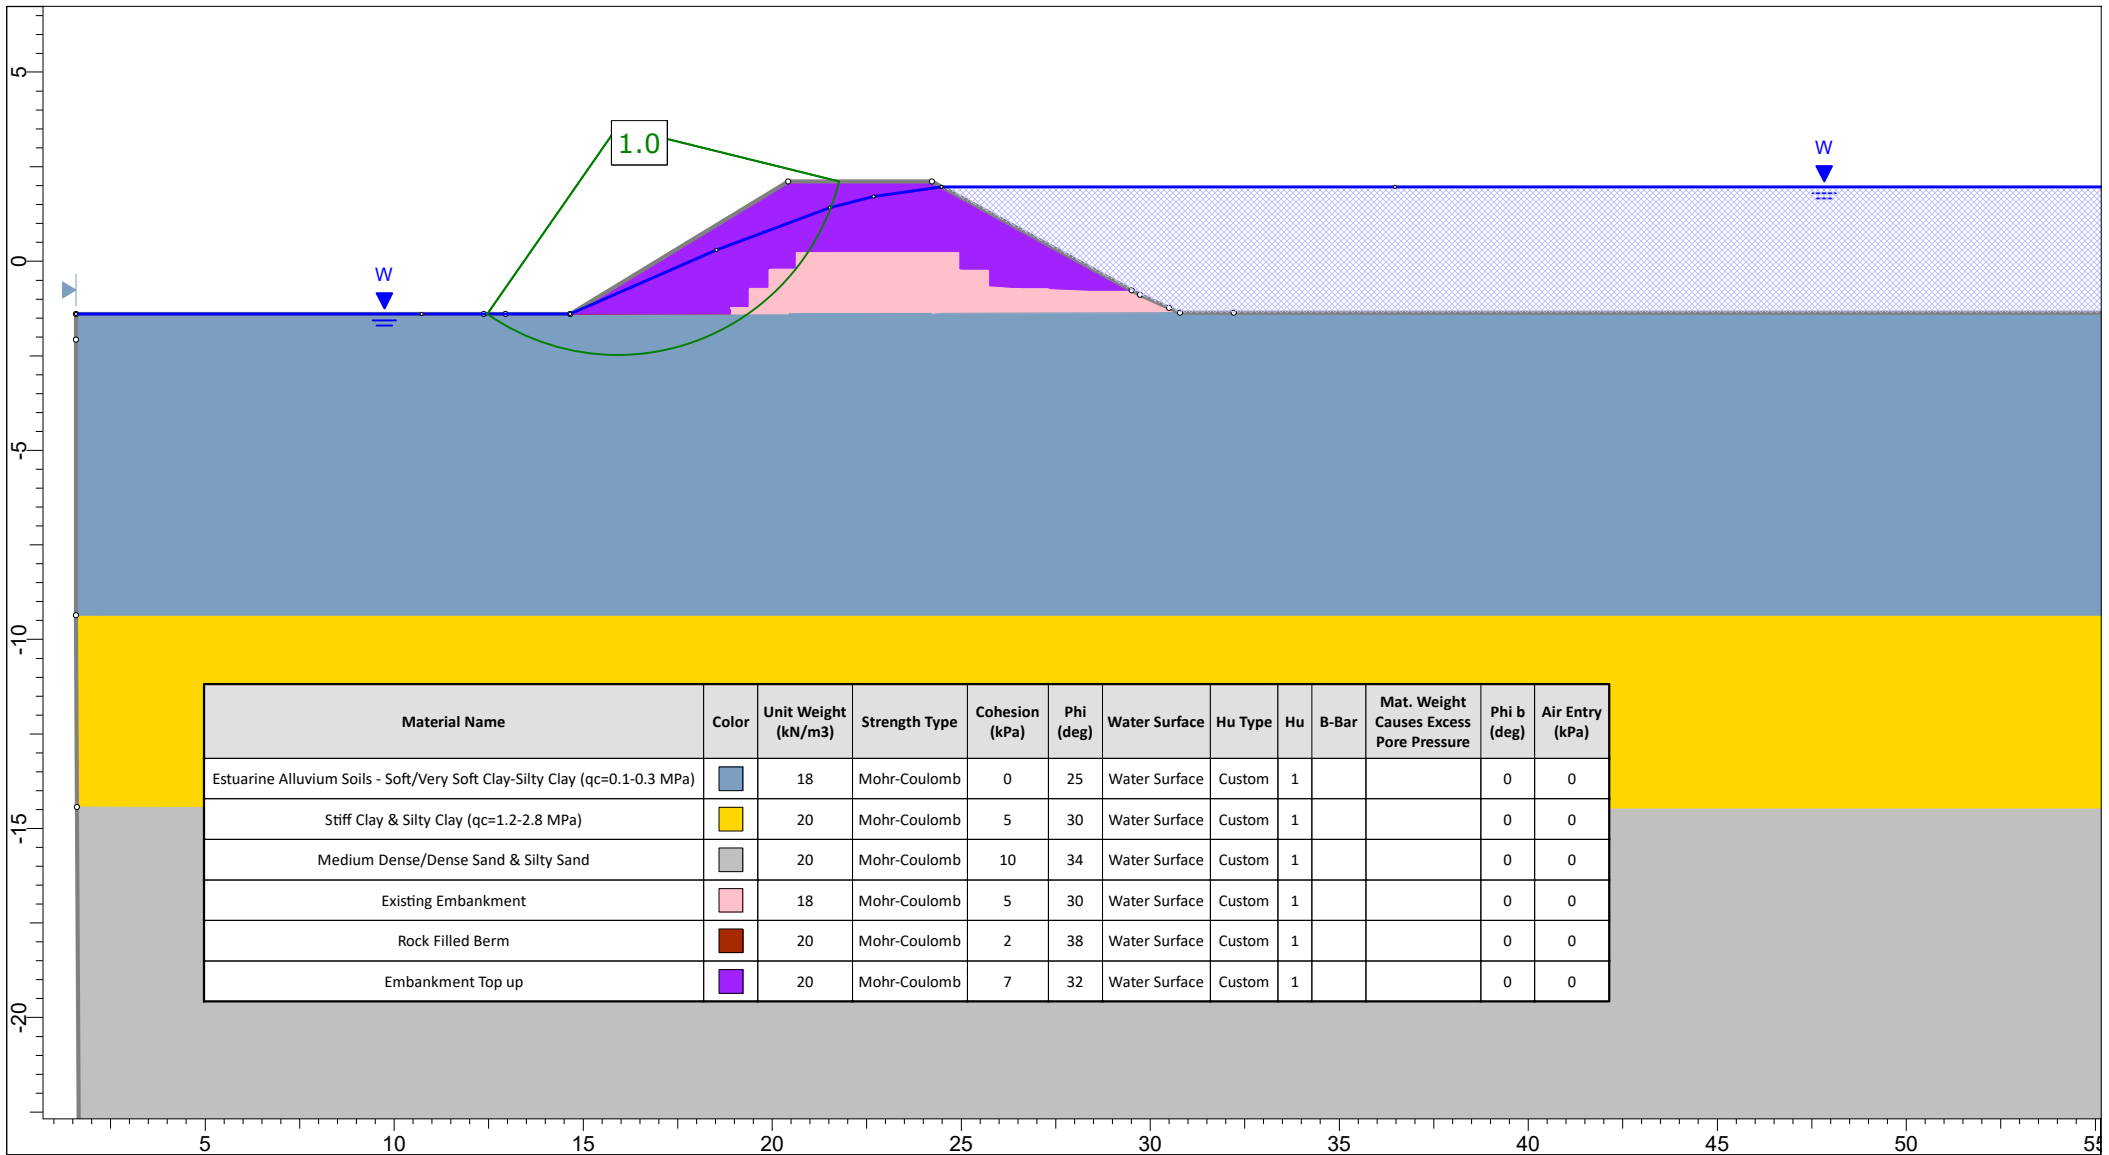 5
0
-5
-10
-15
-20
1.0
W
W
Material Name Color Unit Weight (kN/m3) Strength Type Cohesion (kPa) Phi (deg) Water Surface Hu Type Hu B-Bar Mat. Weight Causes Excess Pore Pressure Phi b (deg) Air Entry (kPa)
Estuarine Alluvium Soils - Soft/Very Soft Clay-Silty Clay (qc=0.1-0.3 MPa) 18 Mohr-Coulomb 0 25 Water Surface Custom 1 0 0
Stiff Clay & Silty Clay (qc=1.2-2.8 MPa) 20 Mohr-Coulomb 5 30 Water Surface Custom 1 0 0
Medium Dense/Dense Sand & Silty Sand 20 Mohr-Coulomb 10 34 Water Surface Custom 1 0 0
Existing Embankment 18 Mohr-Coulomb 5 30 Water Surface Custom 1 0 0
Rock Filled Berm 20 Mohr-Coulomb 2 38 Water Surface Custom 1 0 0
Embankment Top up 20 Mohr-Coulomb 7 32 Water Surface Custom 1 0 0
5 10 15 20 25 30 35 40 45 50 55